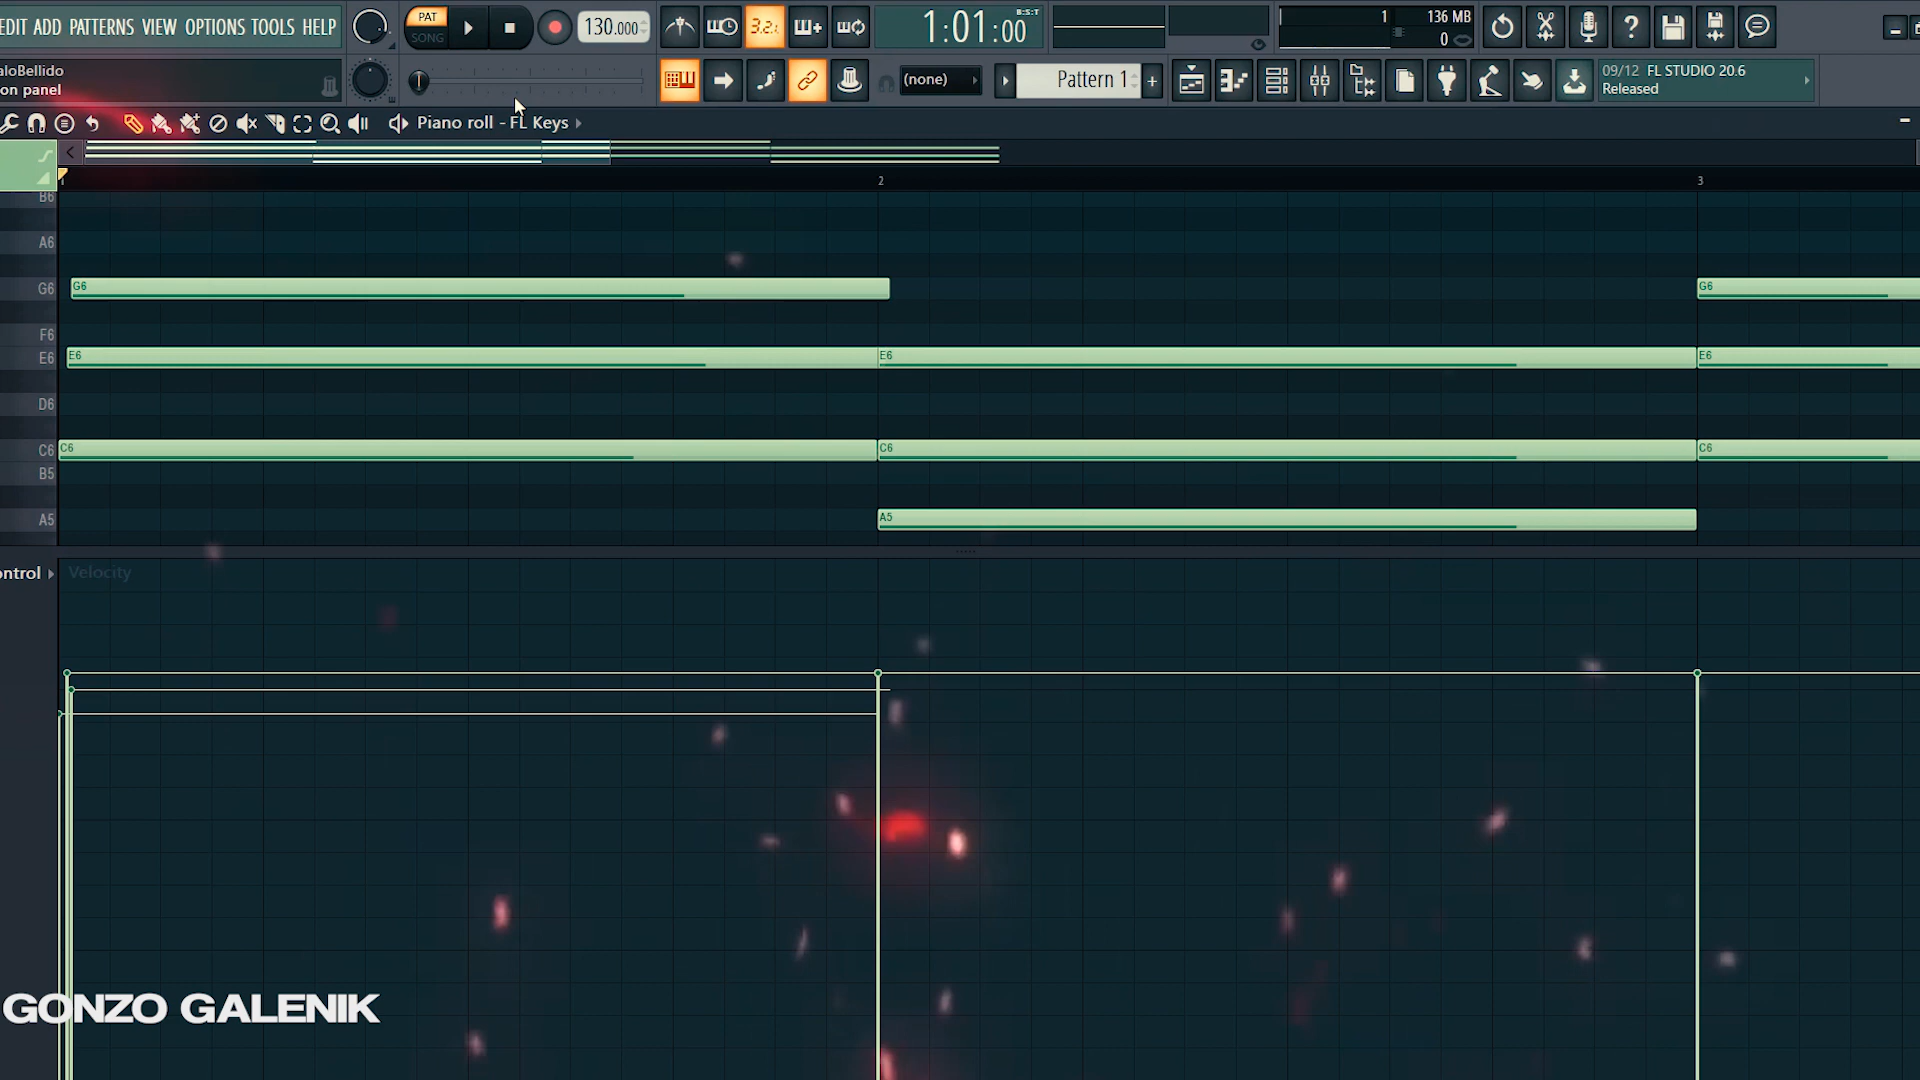 EDIT ADD PATTERNS VIEW OPTIONS TOOLS HELP
PAT
SONG
130.000
3.2.
1:01:00
B:S:T
1
136 MB
0
aloBellido
on panel
(none)
Pattern 1
+
09/12 FL STUDIO 20.6
Released
Piano roll - FL Keys
1
2
3
B6
A6
G6
G6
G6
F6
E6
E6
E6
E6
D6
C6
C6
C6
C6
B5
A5
A5
ontrol
Velocity
GONZO GALENIK